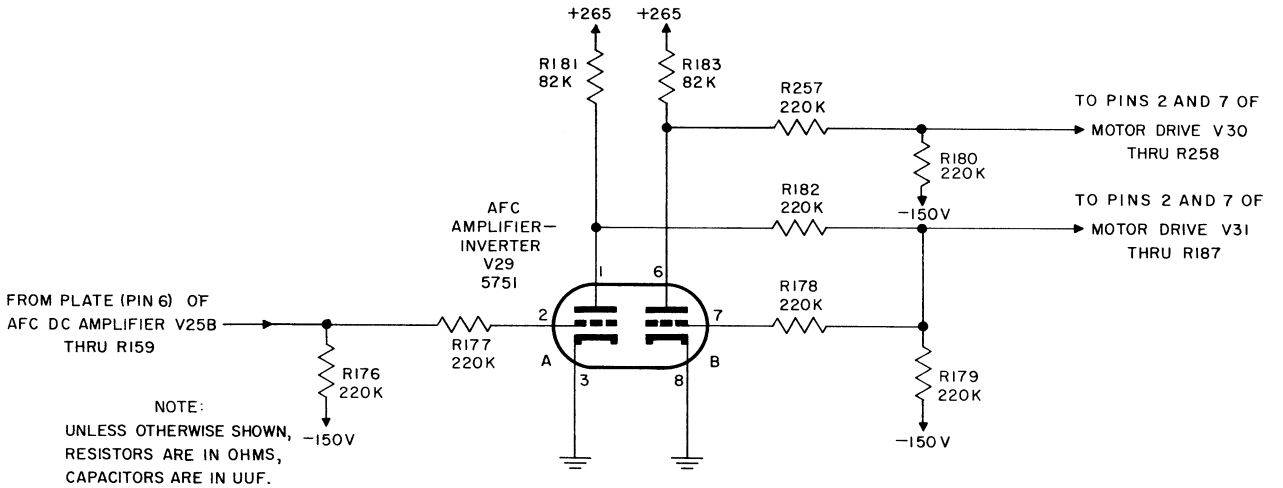 +265
+265
R181
82K
R183
82K
R257
220K
TO PINS 2 AND 7 OF
MOTOR DRIVE V30
THRU R258
R180
220K
-150V
R182
220K
TO PINS 2 AND 7 OF
MOTOR DRIVE V31
THRU R187
AFC
AMPLIFIER-
INVERTER
V29
5751
1
6
FROM PLATE (PIN 6) OF
AFC DC AMPLIFIER V25B
THRU R159
2
7
R178
220K
R177
220K
A
3
8
B
R176
220K
-150V
R179
220K
-150V
NOTE:
UNLESS OTHERWISE SHOWN,
RESISTORS ARE IN OHMS,
CAPACITORS ARE IN UUF.